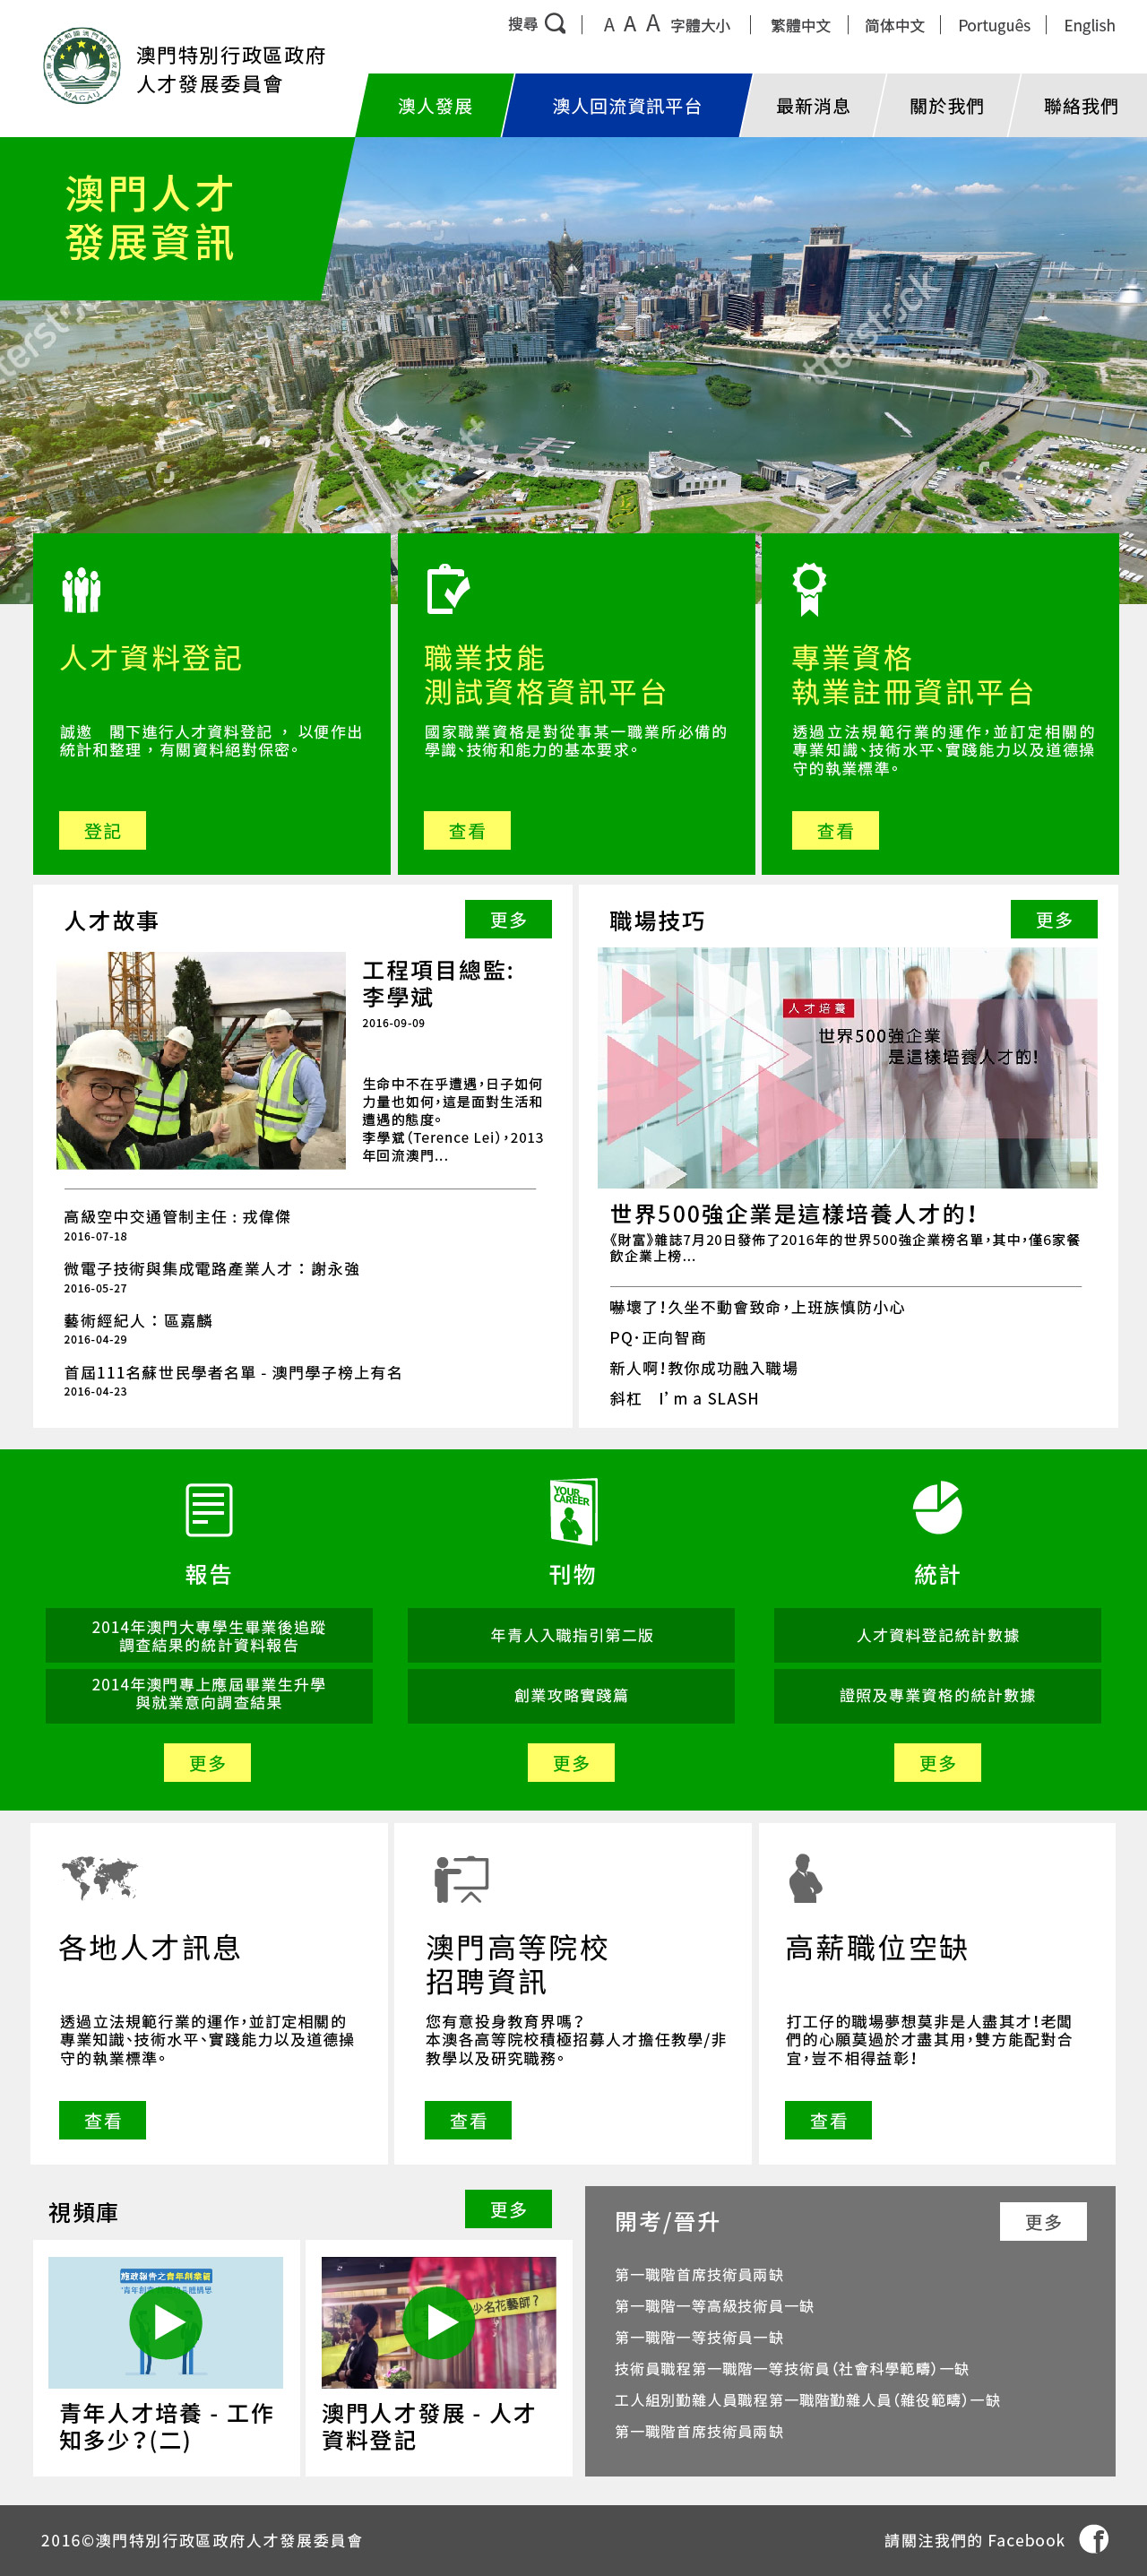 搜尋
A A A 字體大小
繁體中文
简体中文
Português
English
澳門特別行政區政府
人才發展委員會
澳人發展
澳人回流資訊平台
最新消息
關於我們
聯絡我們
澳門人才
發展資訊
人才資料登記
誠邀　閣下進行人才資料登記 ， 以便作出
統計和整理，有關資料絕對保密。
登記
職業技能
測試資格資訊平台
國家職業資格是對從事某一職業所必備的
學識、技術和能力的基本要求。
查看
專業資格
執業註冊資訊平台
透過立法規範行業的運作，並訂定相關的
專業知識、技術水平、實踐能力以及道德操
守的執業標準。
查看
人才故事
更多
工程項目總監:
李學斌
2016-09-09
生命中不在乎遭遇，日子如何
力量也如何，這是面對生活和
遭遇的態度。
李學斌（Terence Lei），2013
年回流澳門...
高級空中交通管制主任：戎偉傑
2016-07-18
微電子技術與集成電路產業人才：謝永強
2016-05-27
藝術經紀人：區嘉麟
2016-04-29
首屆111名蘇世民學者名單 - 澳門學子榜上有名
2016-04-23
職場技巧
更多
人才培養
世界500強企業
是這樣培養人才的！
世界500強企業是這樣培養人才的！
《財富》雜誌7月20日發佈了2016年的世界500強企業榜名單，其中，僅6家餐
飲企業上榜...
嚇壞了！久坐不動會致命，上班族慎防小心
PQ·正向智商
新人啊！教你成功融入職場
斜杠　I’m a SLASH
報告
2014年澳門大專學生畢業後追蹤
調查結果的統計資料報告
2014年澳門專上應屆畢業生升學
與就業意向調查結果
更多
YOUR
CAREER
刊物
年青人入職指引第二版
創業攻略實踐篇
更多
統計
人才資料登記統計數據
證照及專業資格的統計數據
更多
各地人才訊息
透過立法規範行業的運作，並訂定相關的
專業知識、技術水平、實踐能力以及道德操
守的執業標準。
查看
澳門高等院校
招聘資訊
您有意投身教育界嗎？
本澳各高等院校積極招募人才擔任教學/非
教學以及研究職務。
查看
高薪職位空缺
打工仔的職場夢想莫非是人盡其才！老闆
們的心願莫過於才盡其用，雙方能配對合
宜，豈不相得益彰！
查看
視頻庫
更多
施政報告之青年創業篇
少名花藝師？
青年人才培養 - 工作
知多少？(二)
澳門人才發展 - 人才
資料登記
開考/晉升
更多
第一職階首席技術員兩缺
第一職階一等高級技術員一缺
第一職階一等技術員一缺
技術員職程第一職階一等技術員（社會科學範疇）一缺
工人組別勤雜人員職程第一職階勤雜人員（雜役範疇）一缺
第一職階首席技術員兩缺
2016©澳門特別行政區政府人才發展委員會
請關注我們的 Facebook